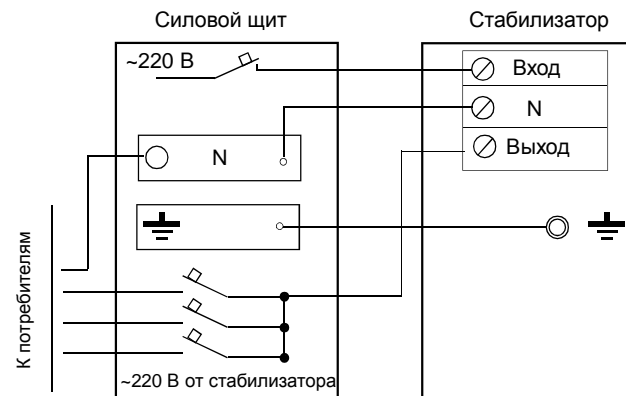 Силовой щит
Стабилизатор
~220 В
Вход
N
N
Выход
К потребителям
~220 В от стабилизатора